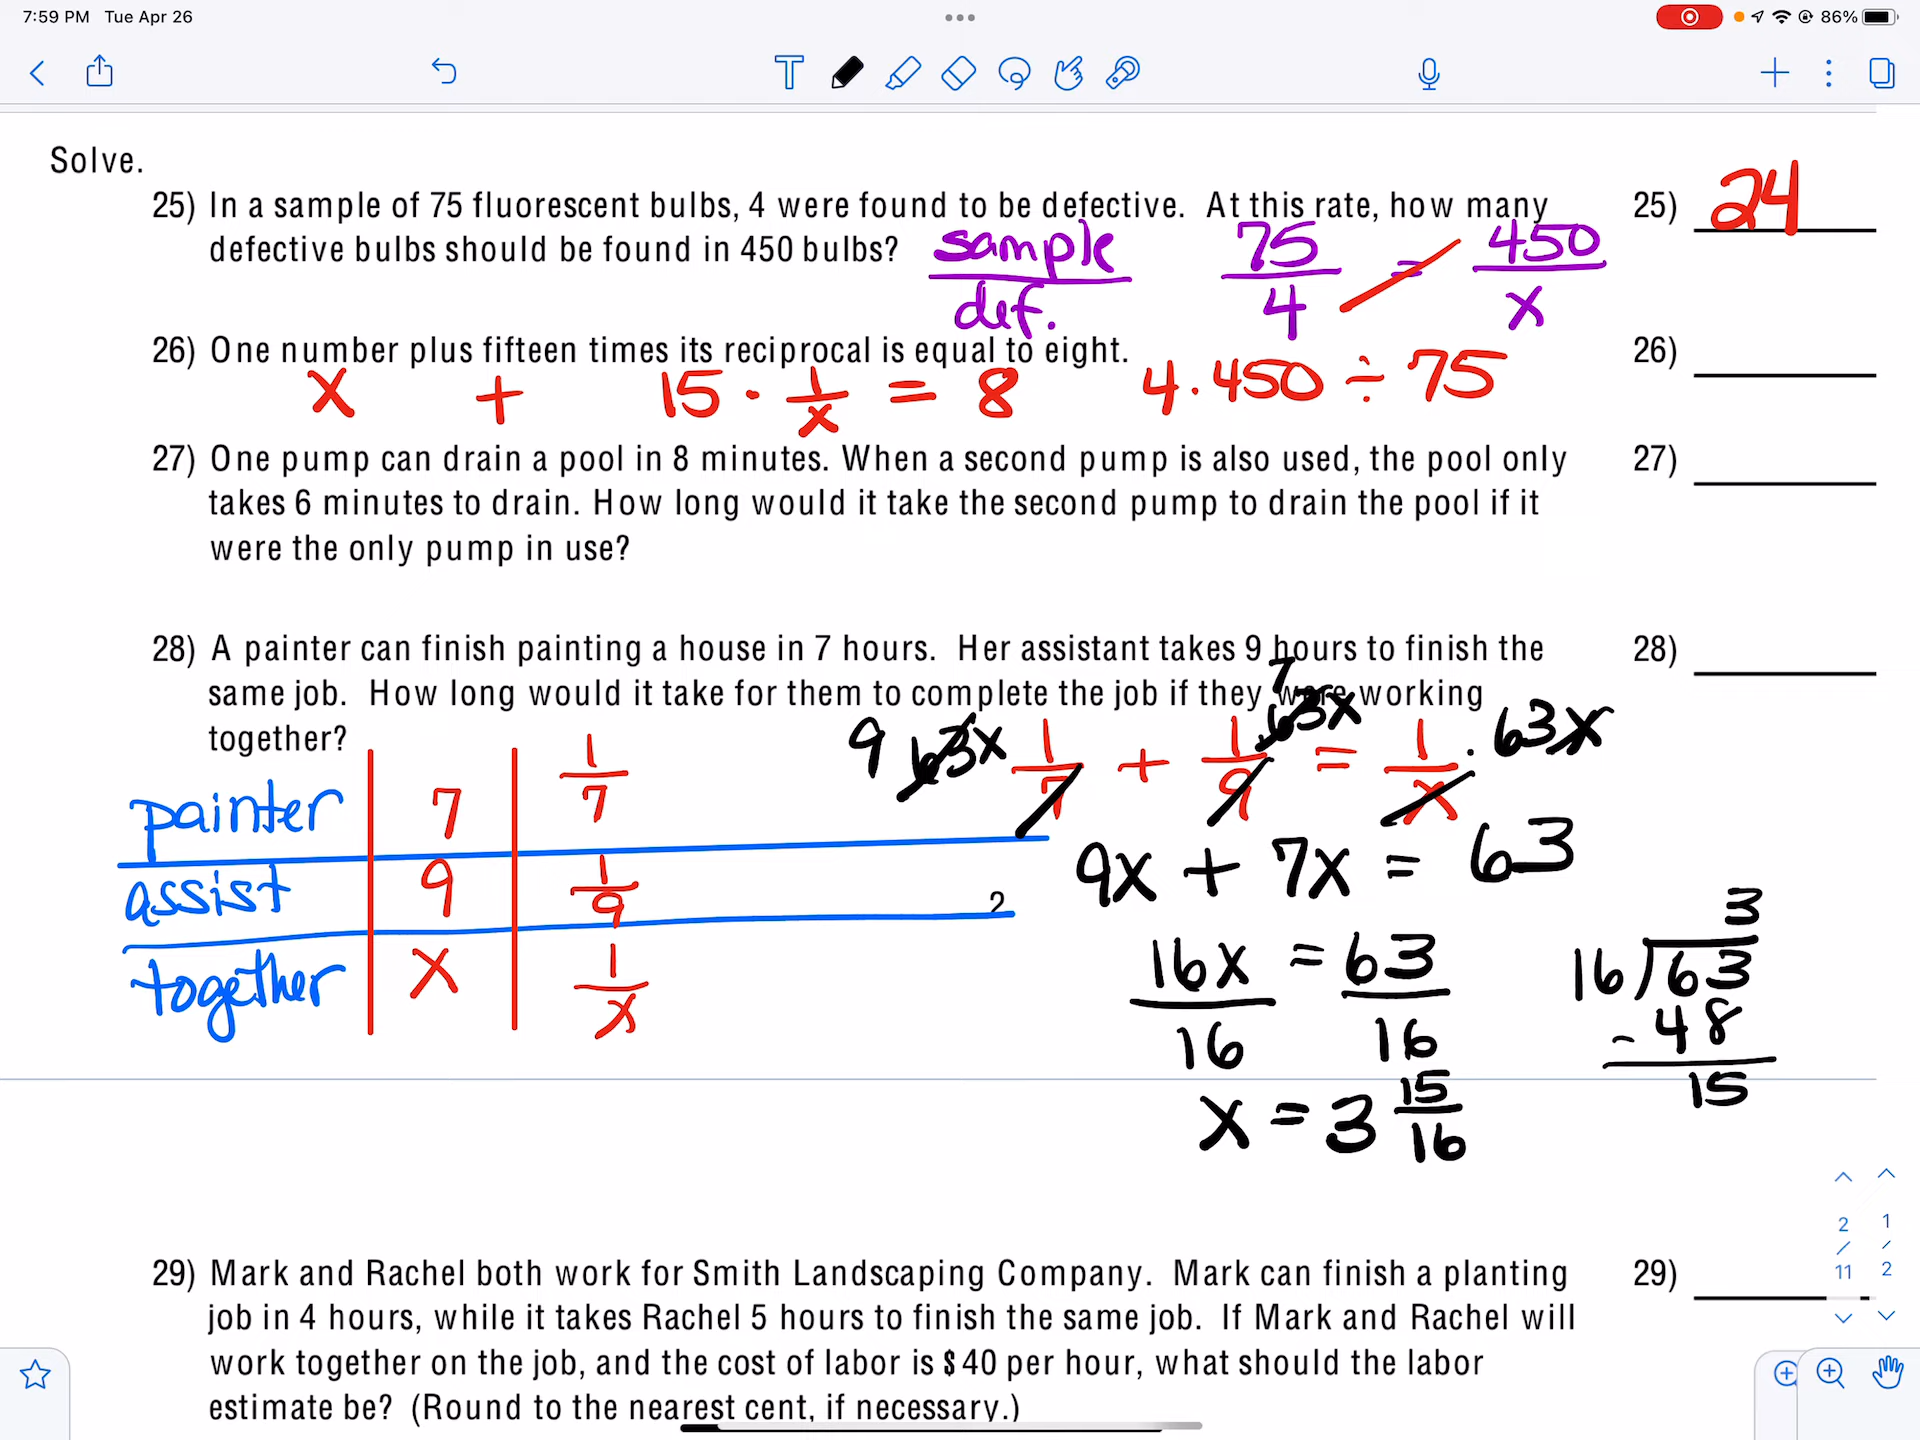 7:59 PM Tue Apr 26
86%
T
Solve.
25) In a sample of 75 fluorescent bulbs, 4 were found to be defective. At this rate, how many
25) 24
defective bulbs should be found in 450 bulbs?
sample
def.
75/4 = 450/x
26) One number plus fifteen times its reciprocal is equal to eight.
26)
x + 15 · 1/x = 8
4·450 ÷ 75
27) One pump can drain a pool in 8 minutes. When a second pump is also used, the pool only
27)
takes 6 minutes to drain. How long would it take the second pump to drain the pool if it
were the only pump in use?
28) A painter can finish painting a house in 7 hours. Her assistant takes 9 hours to finish the
28)
same job. How long would it take for them to complete the job if they were working
together?
7
9 63x 1/7 + 1/9 63x = 1/x · 63x
painter 7 1/7
assist 9 1/9
2
together x 1/x
9x + 7x = 63
16x = 63
16 16
x = 3 15/16
3
16)63
-48
15
29) Mark and Rachel both work for Smith Landscaping Company. Mark can finish a planting
29)
job in 4 hours, while it takes Rachel 5 hours to finish the same job. If Mark and Rachel will
work together on the job, and the cost of labor is $40 per hour, what should the labor
estimate be? (Round to the nearest cent, if necessary.)
2/11
1/2